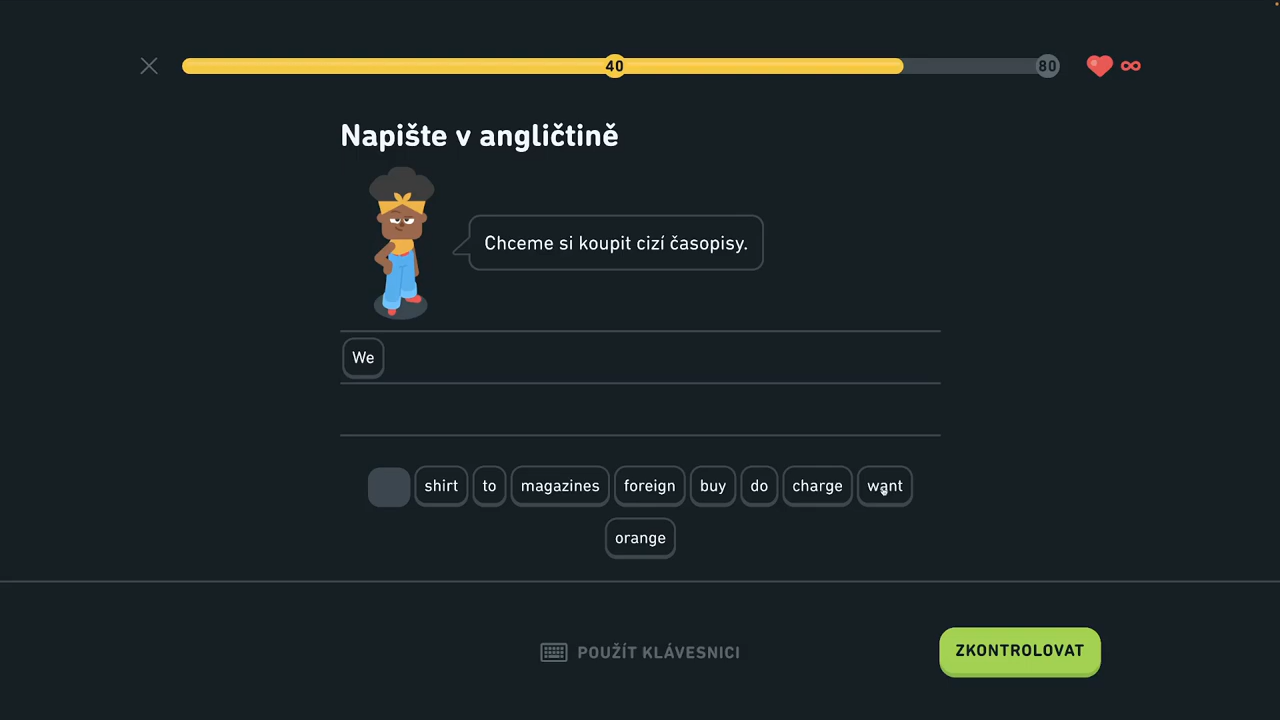 40
80
∞
Napište v angličtině
Chceme si koupit cizí časopisy.
We
shirt to magazines foreign buy do charge want
orange
POUŽÍT KLÁVESNICI
ZKONTROLOVAT